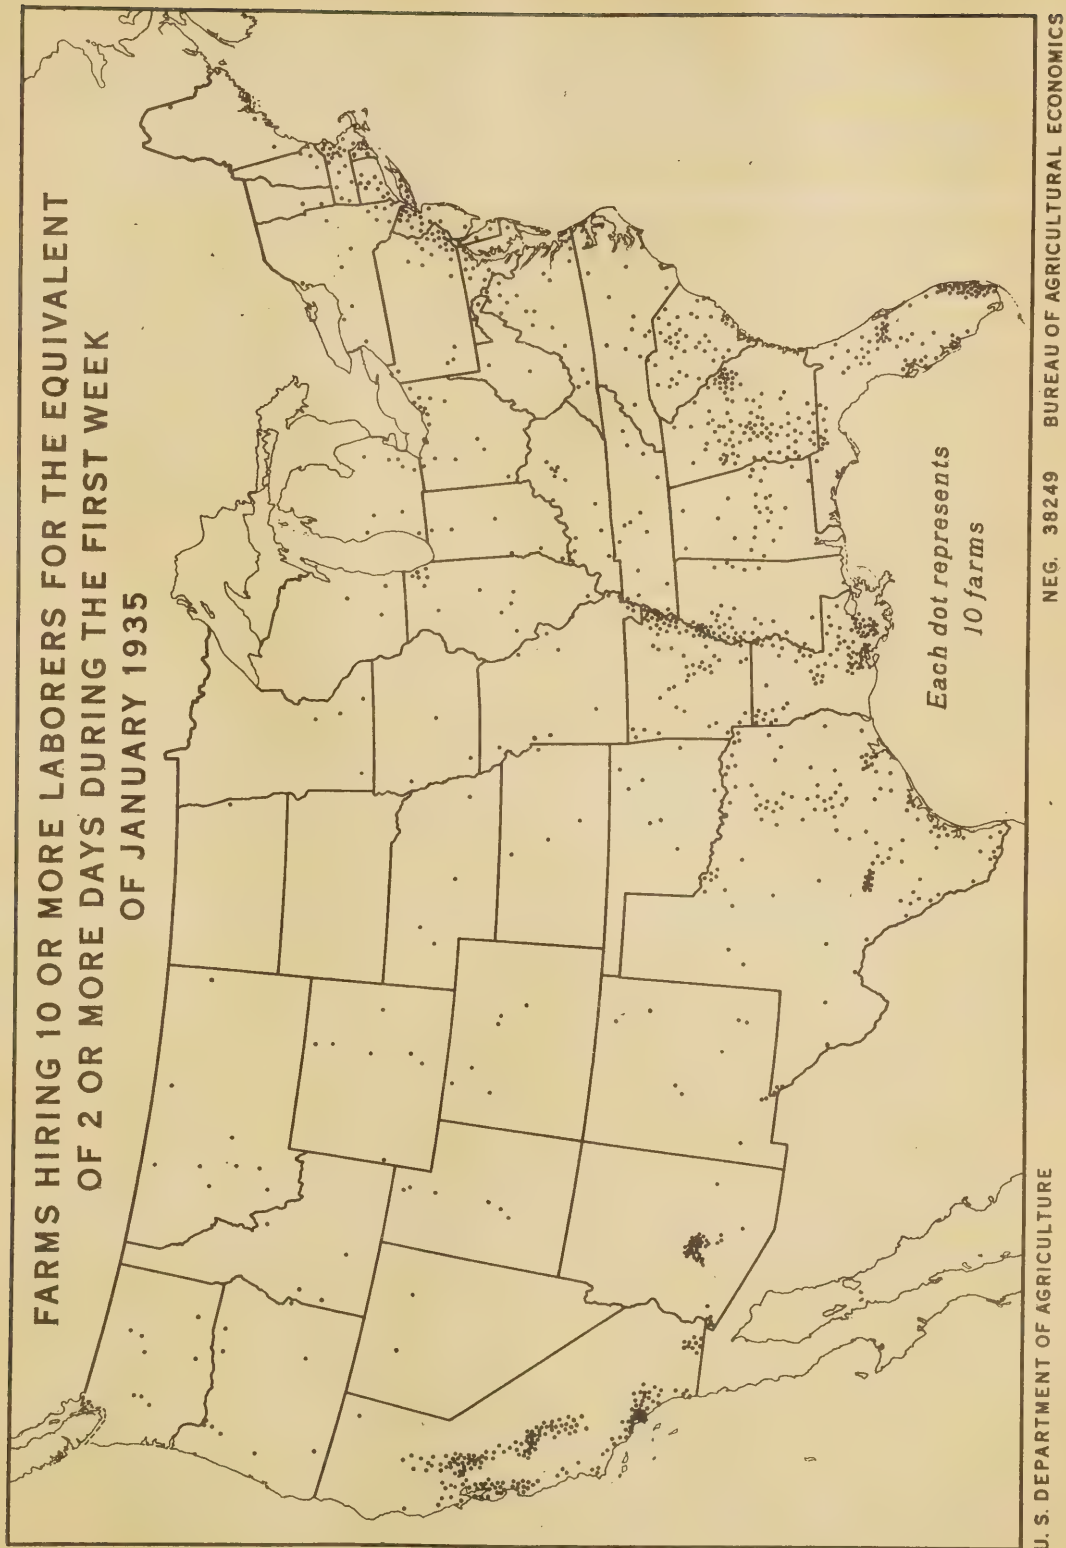 FARMS HIRING 10 OR MORE LABORERS FOR THE EQUIVALENT
OF 2 OR MORE DAYS DURING THE FIRST WEEK
OF JANUARY 1935
Each dot represents
10 farms
U. S. DEPARTMENT OF AGRICULTURE
NEG. 38249 BUREAU OF AGRICULTURAL ECONOMICS